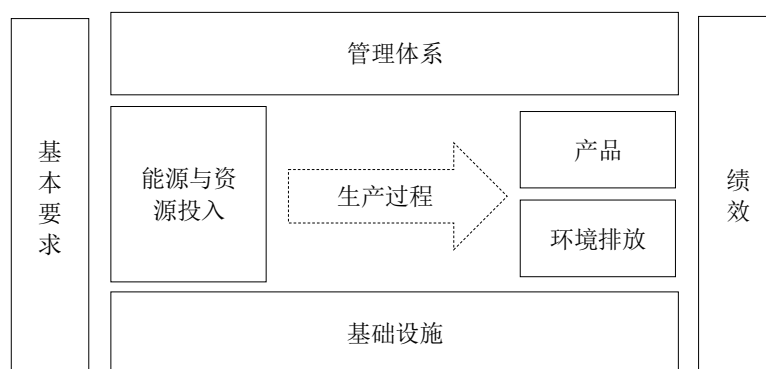 基
本
要
求
管理体系
能源与资
源投入
生产过程
产品
环境排放
基础设施
绩
效